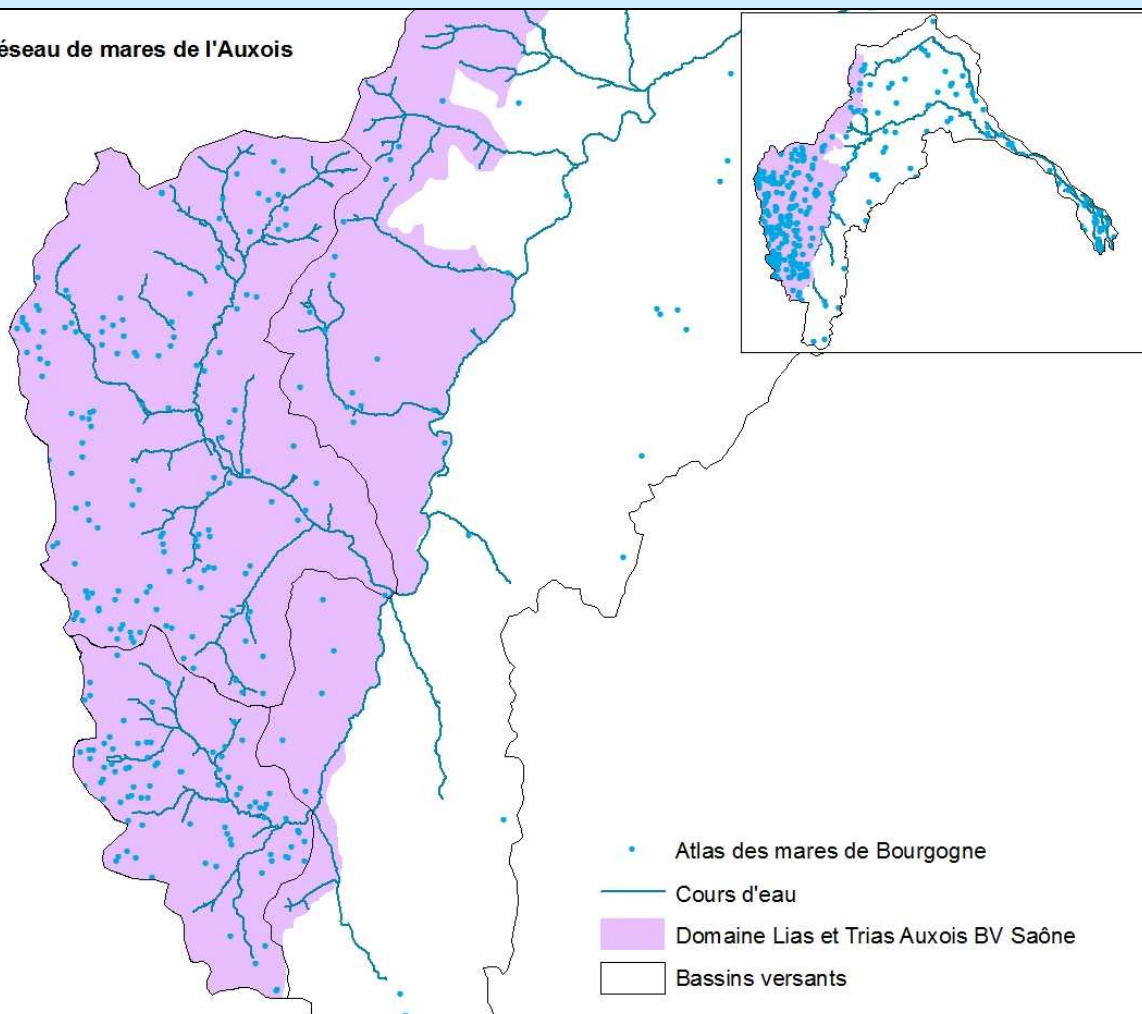 éseau de mares de l'Auxois
Atlas des mares de Bourgogne
Cours d'eau
Domaine Lias et Trias Auxois BV Saône
Bassins versants